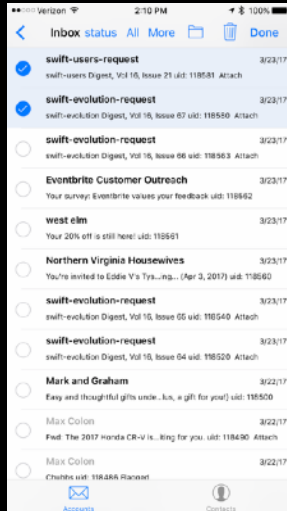 Verizon 2:10 PM 100%
Inbox status All More Done
swift-users-request 3/23/17
swift-users Digest, Vol 16, Issue 21 uid: 118581 Attach
swift-evolution-request 3/23/17
swift-evolution Digest, Vol 16, Issue 67 uid: 118580 Attach
swift-evolution-request 3/23/17
swift-evolution Digest, Vol 16, Issue 66 uid: 118563 Attach
Eventbrite Customer Outreach 3/23/17
Your survey: Eventbrite values your feedback uid: 118562
west elm 3/23/17
Your 20% off is still here! uid: 118561
Northern Virginia Housewives 3/23/17
You're invited to Eddie V's Tys...ing... (Apr 3, 2017) uid: 118560
swift-evolution-request 3/23/17
swift-evolution Digest, Vol 16, Issue 65 uid: 118540 Attach
swift-evolution-request 3/23/17
swift-evolution Digest, Vol 16, Issue 64 uid: 118520 Attach
Mark and Graham 3/22/17
Easy and thoughtful gifts unde...lus, a gift for you!) uid: 118500
Max Colon 3/22/17
Fwd: The 2017 Honda CR-V is...iting for you. uid: 118490 Attach
Max Colon 3/22/17
Chubbs uid: 118486 Flagged
Accounts Contacts